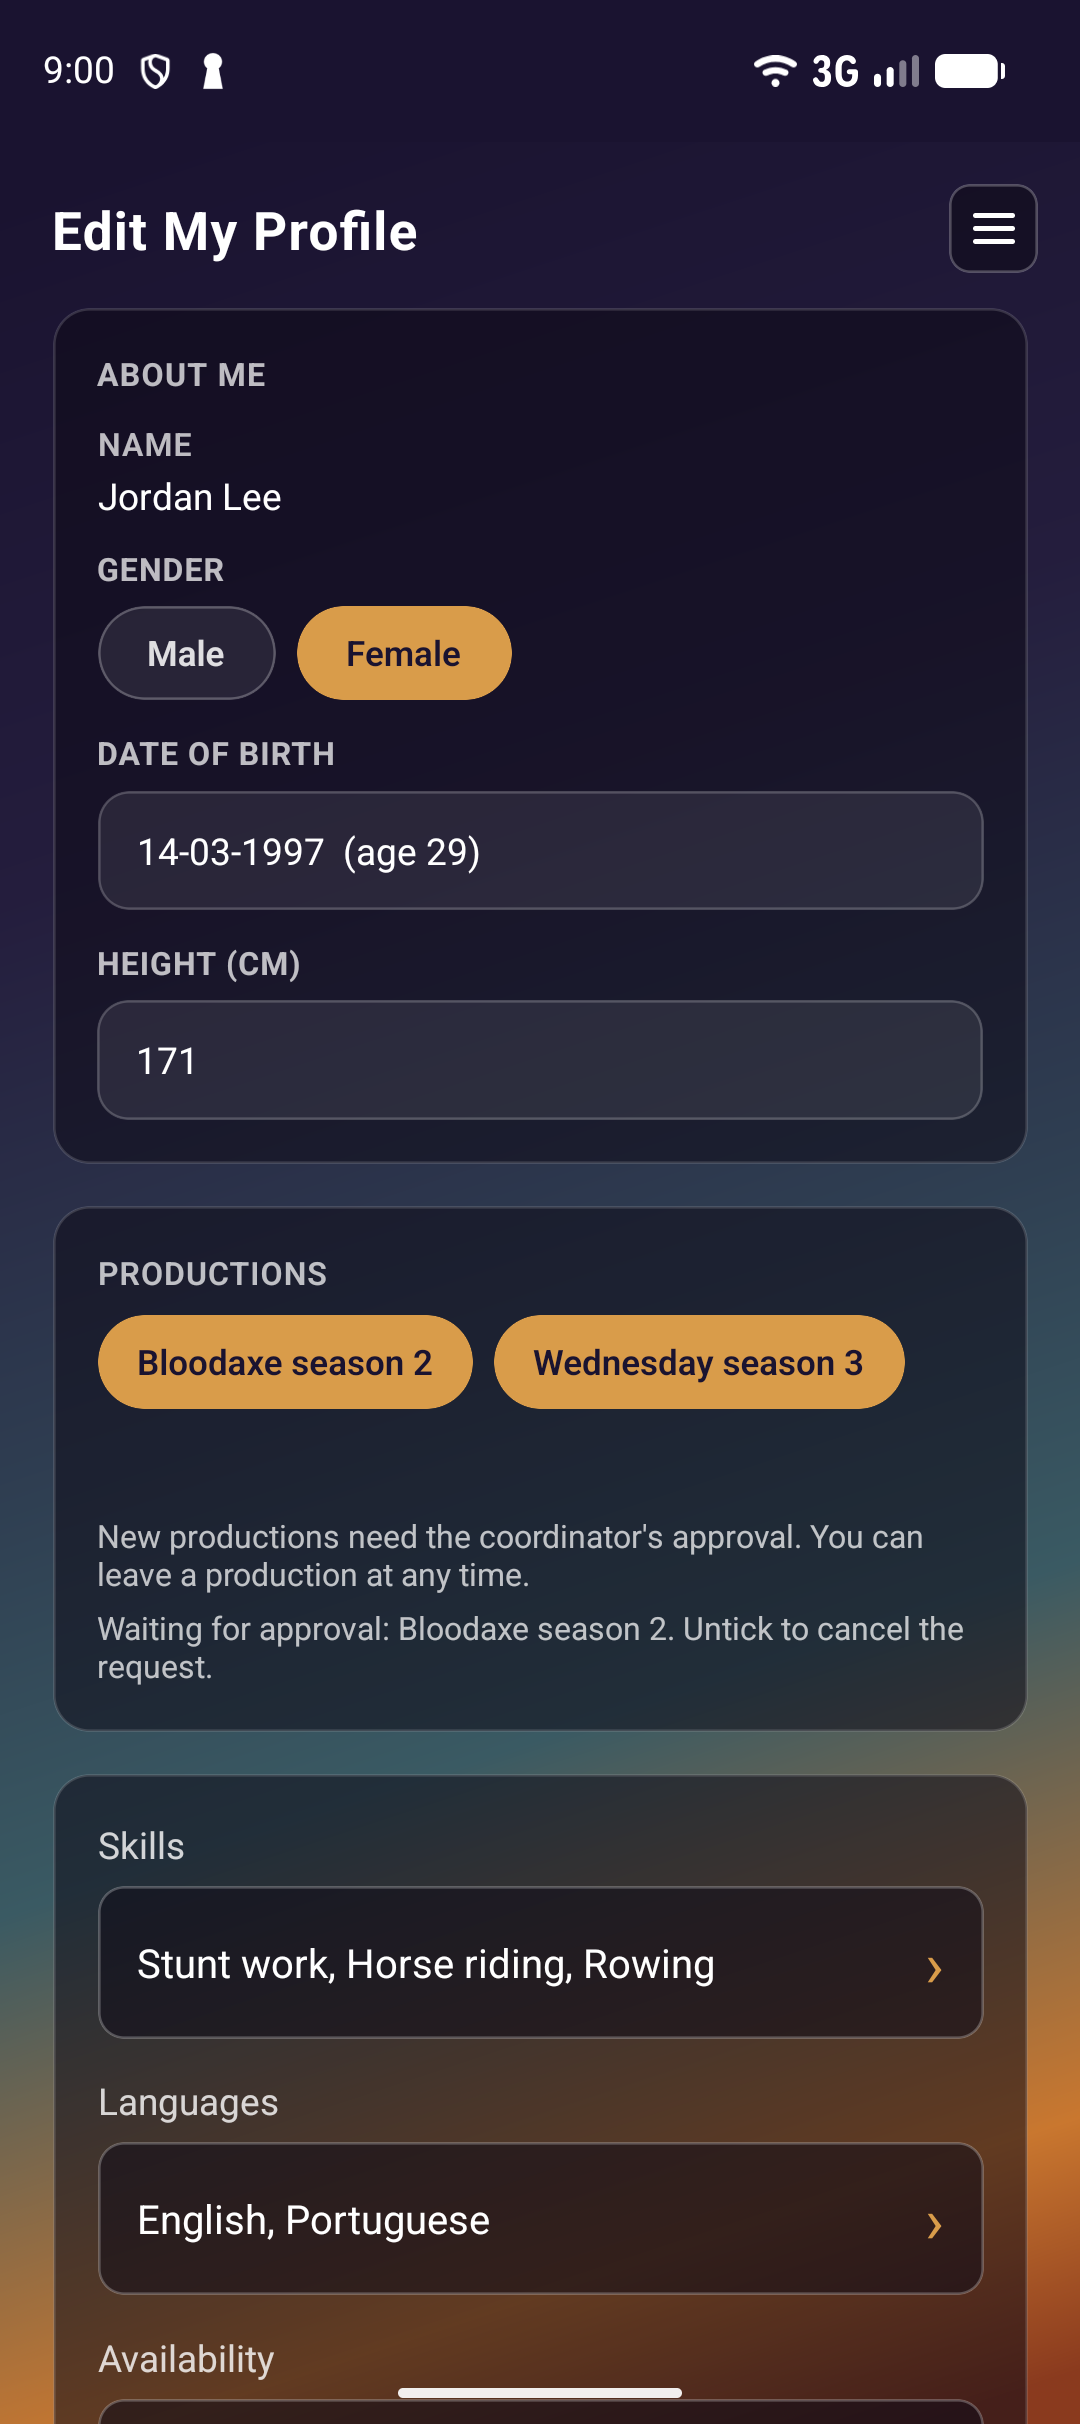 9:00
3G
Edit My Profile
ABOUT ME
NAME
Jordan Lee
GENDER
Male
Female
DATE OF BIRTH
14-03-1997 (age 29)
HEIGHT (CM)
171
PRODUCTIONS
Bloodaxe season 2
Wednesday season 3
New productions need the coordinator's approval. You can
leave a production at any time.
Waiting for approval: Bloodaxe season 2. Untick to cancel the
request.
Skills
Stunt work, Horse riding, Rowing
Languages
English, Portuguese
Availability